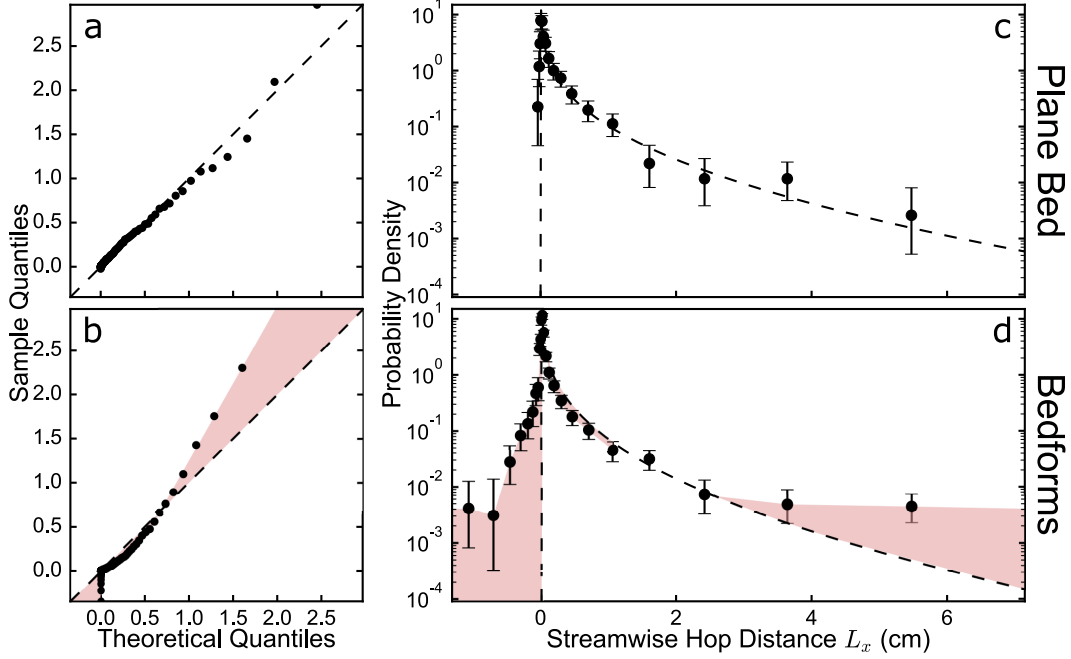 a
2.5
2.0
1.5
1.0
0.5
0.0
b
2.5
2.0
1.5
1.0
0.5
0.0
0.0 0.5 1.0 1.5 2.0 2.5
Theoretical Quantiles
Sample Quantiles
c
10^1
10^0
10^-1
10^-2
10^-3
10^-4
Plane Bed
d
10^1
10^0
10^-1
10^-2
10^-3
10^-4
Bedforms
Probability Density
0 2 4 6
Streamwise Hop Distance L_x (cm)